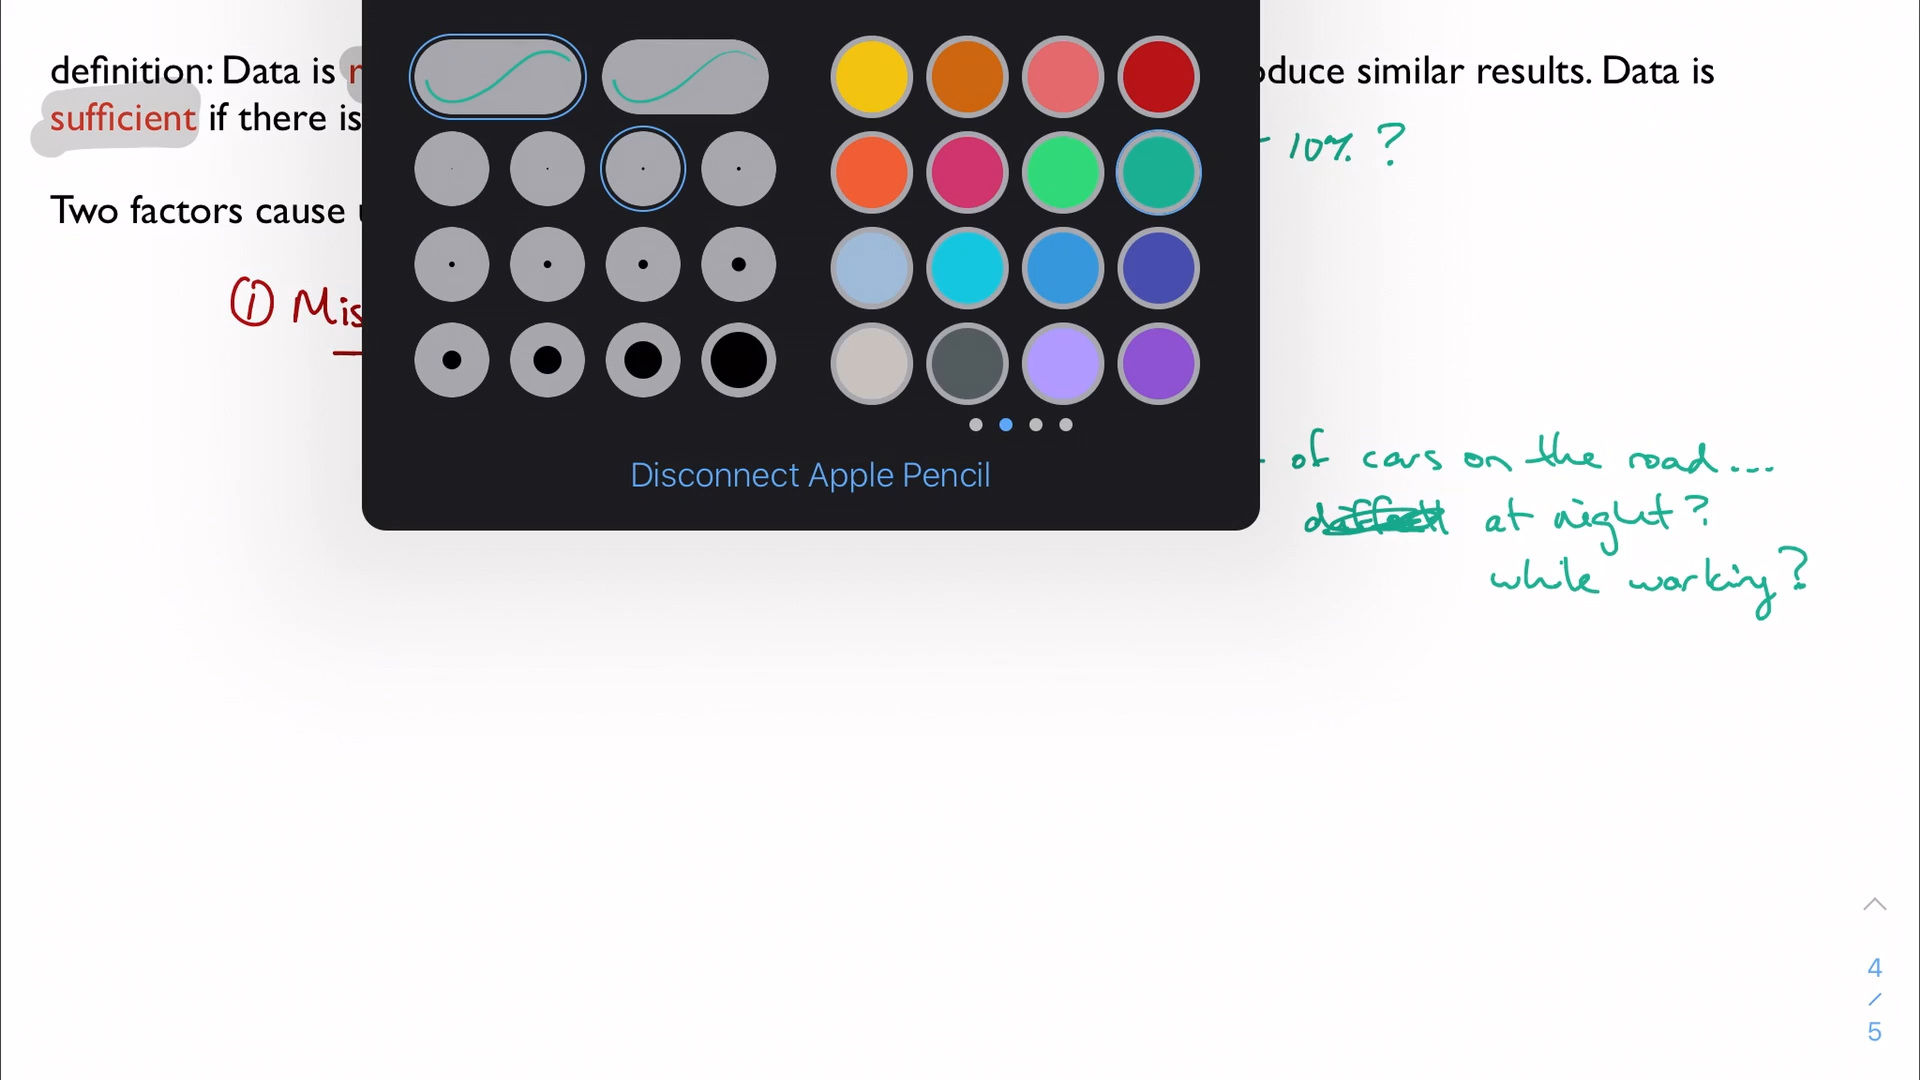 definition: Data is r
oduce similar results. Data is
sufficient if there is
10% ?
Two factors cause
① Mis
Disconnect Apple Pencil
of cars on the road...
at night?
while working?
4
/
5